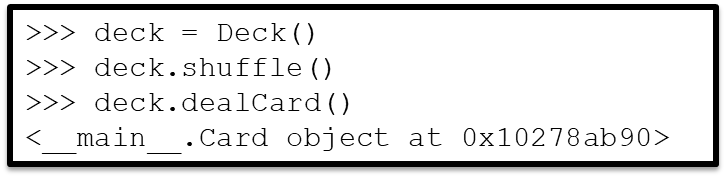 >>> deck = Deck()
>>> deck.shuffle()
>>> deck.dealCard()
<__main__.Card object at 0x10278ab90>